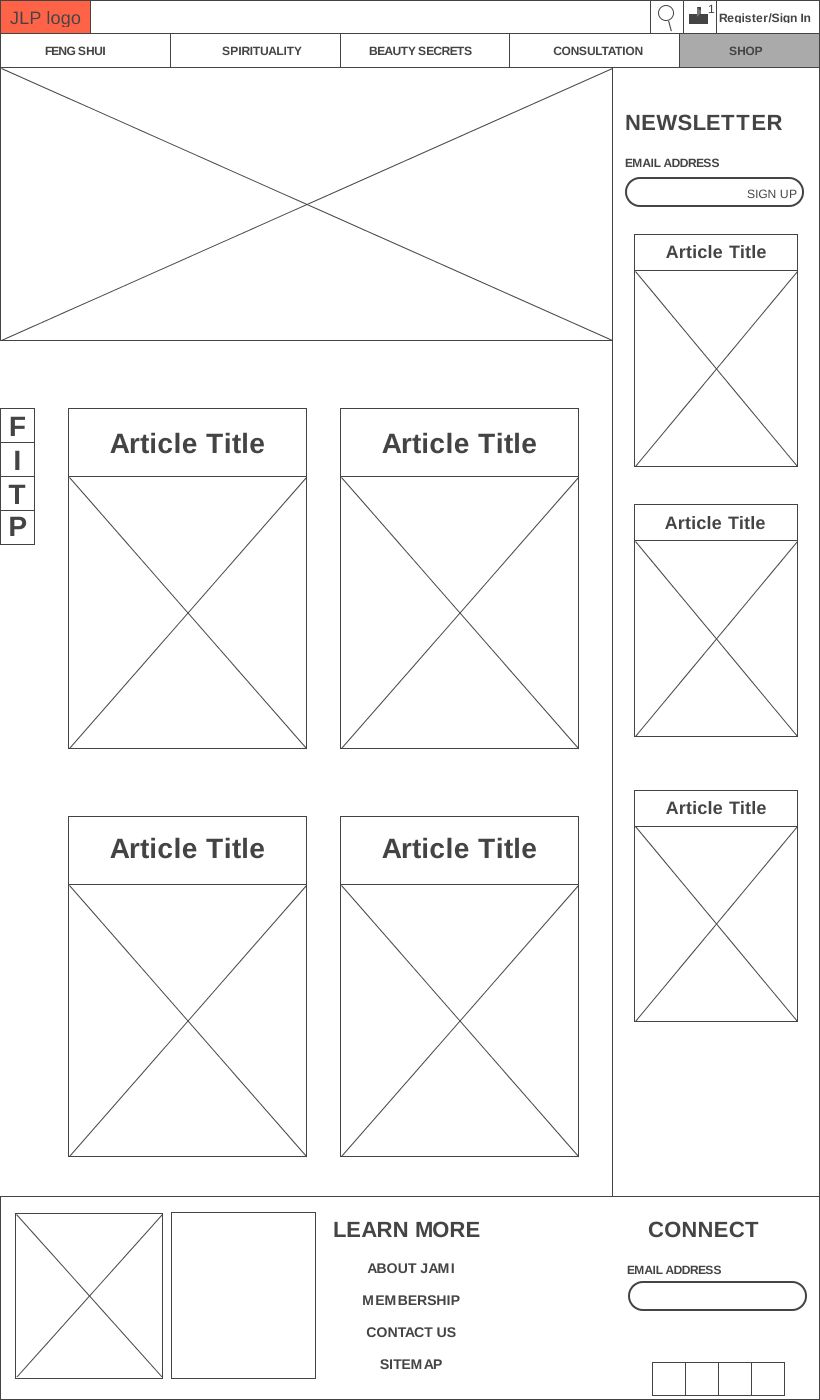 JLP logo
1
Register/Sign In
FENG SHUI
SPIRITUALITY
BEAUTY SECRETS
CONSULTATION
SHOP
NEWSLETTER
EMAIL ADDRESS
SIGN UP
Article Title
F
I
T
P
Article Title
Article Title
Article Title
Article Title
Article Title
Article Title
LEARN MORE
ABOUT JAMI
MEMBERSHIP
CONTACT US
SITEMAP
CONNECT
EMAIL ADDRESS